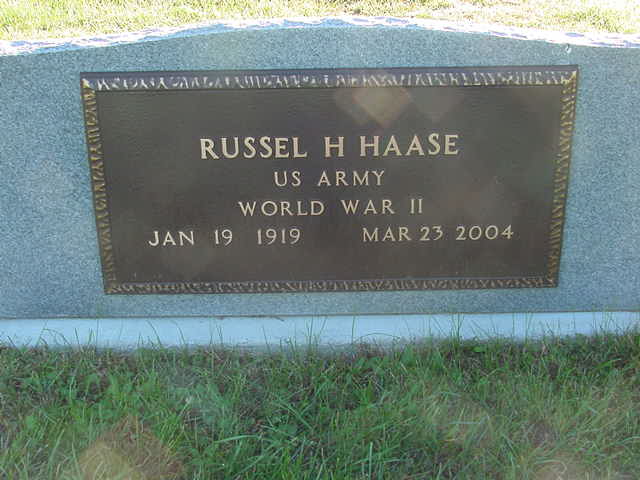 RUSSEL H HAASE
US ARMY
WORLD WAR II
JAN 19 1919 MAR 23 2004